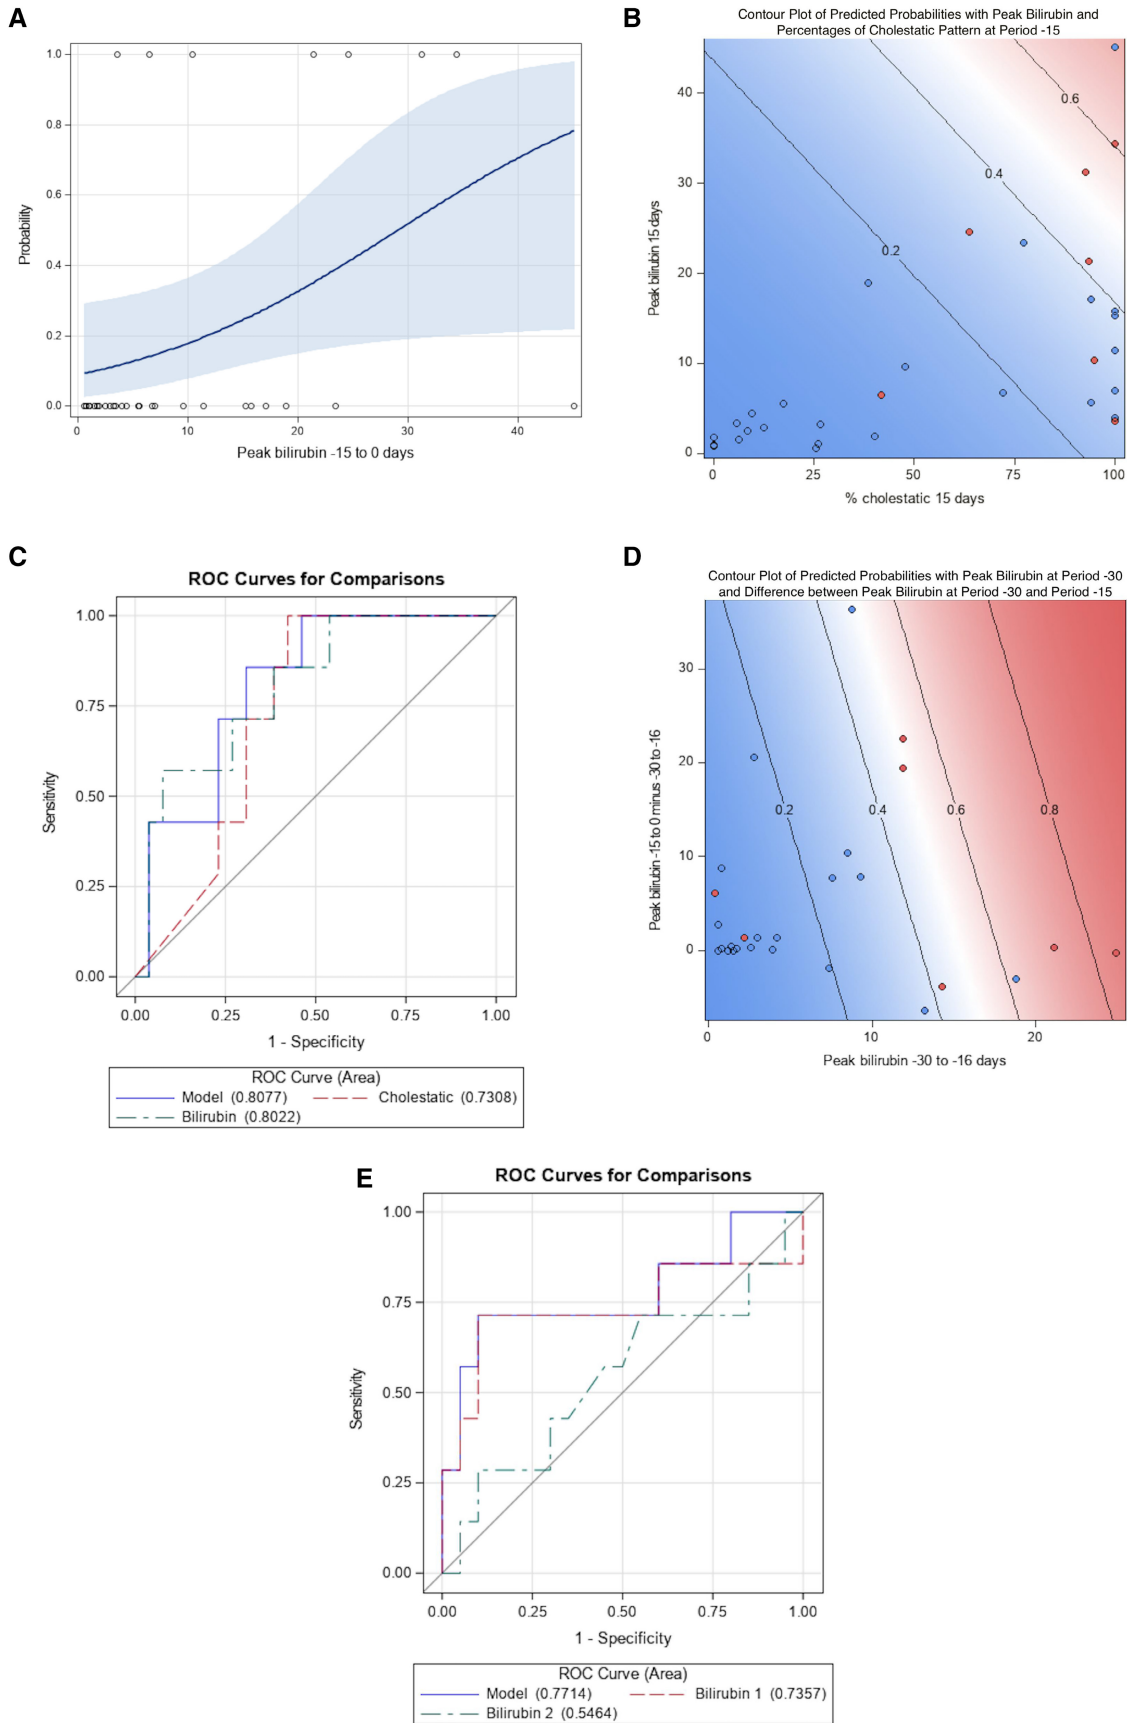 A
1.0
0.8
0.6
0.4
0.2
0.0
Probability
0 10 20 30 40
Peak bilirubin -15 to 0 days
B
Contour Plot of Predicted Probabilities with Peak Bilirubin and
Percentages of Cholestatic Pattern at Period -15
40
30
20
10
0
Peak bilirubin 15 days
0.6
0.4
0.2
0 25 50 75 100
% cholestatic 15 days
C
ROC Curves for Comparisons
1.00
0.75
0.50
0.25
0.00
Sensitivity
0.00 0.25 0.50 0.75 1.00
1 - Specificity
ROC Curve (Area)
Model (0.8077) Cholestatic (0.7308)
Bilirubin (0.8022)
D
Contour Plot of Predicted Probabilities with Peak Bilirubin at Period -30
and Difference between Peak Bilirubin at Period -30 and Period -15
30
20
10
0
Peak bilirubin -15 to 0 minus -30 to -16
0.2 0.4 0.6 0.8
0 10 20
Peak bilirubin -30 to -16 days
E
ROC Curves for Comparisons
1.00
0.75
0.50
0.25
0.00
Sensitivity
0.00 0.25 0.50 0.75 1.00
1 - Specificity
ROC Curve (Area)
Model (0.7714) Bilirubin 1 (0.7357)
Bilirubin 2 (0.5464)